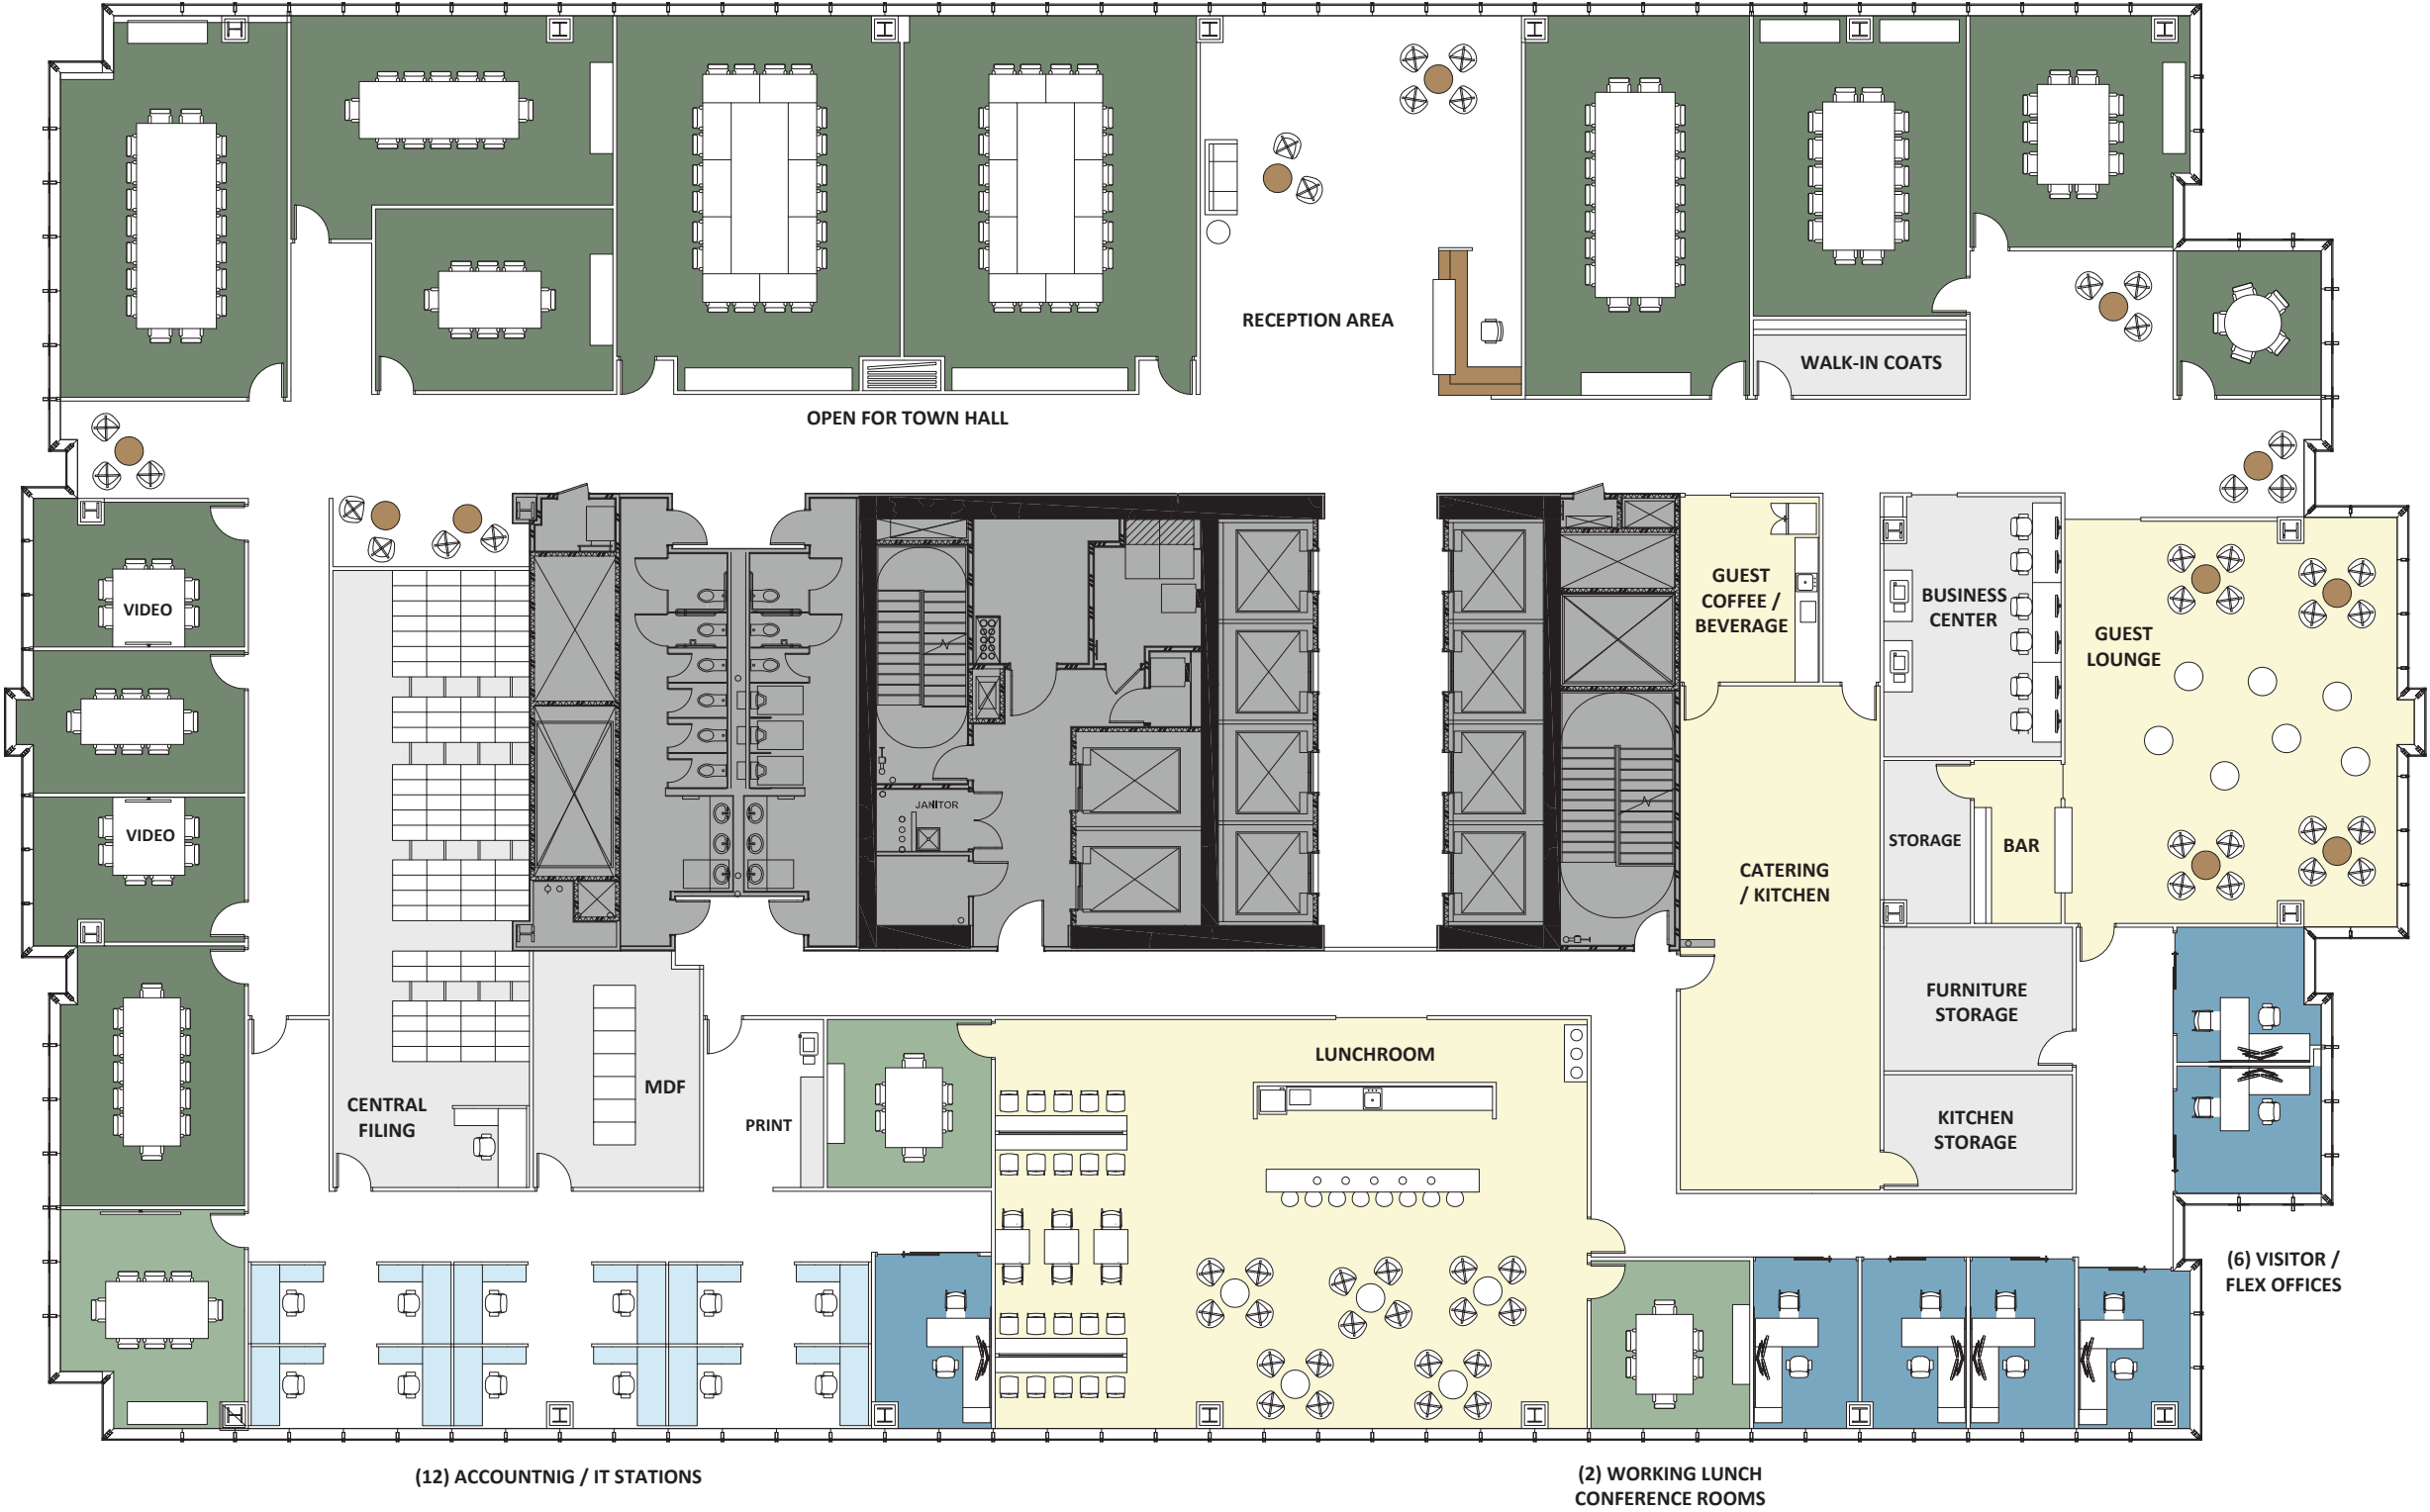 RECEPTION AREA
WALK-IN COATS
OPEN FOR TOWN HALL
VIDEO
GUEST
COFFEE /
BEVERAGE
BUSINESS
CENTER
GUEST
LOUNGE
JANITOR
VIDEO
STORAGE
BAR
CATERING
/ KITCHEN
FURNITURE
STORAGE
LUNCHROOM
MDF
CENTRAL
FILING
PRINT
KITCHEN
STORAGE
(6) VISITOR /
FLEX OFFICES
(12) ACCOUNTNIG / IT STATIONS
(2) WORKING LUNCH
CONFERENCE ROOMS